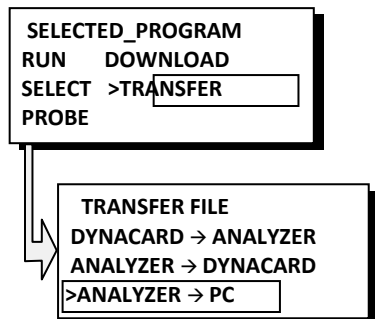 SELECTED_PROGRAM
RUN DOWNLOAD
SELECT >TRANSFER
PROBE
TRANSFER FILE
DYNACARD → ANALYZER
ANALYZER → DYNACARD
>ANALYZER → PC